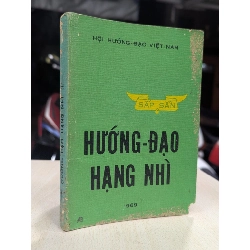 HỘI HƯỚNG-ĐẠO VIỆT-NAM
SẮP SẴN
HƯỚNG-ĐẠO
HẠNG NHÌ